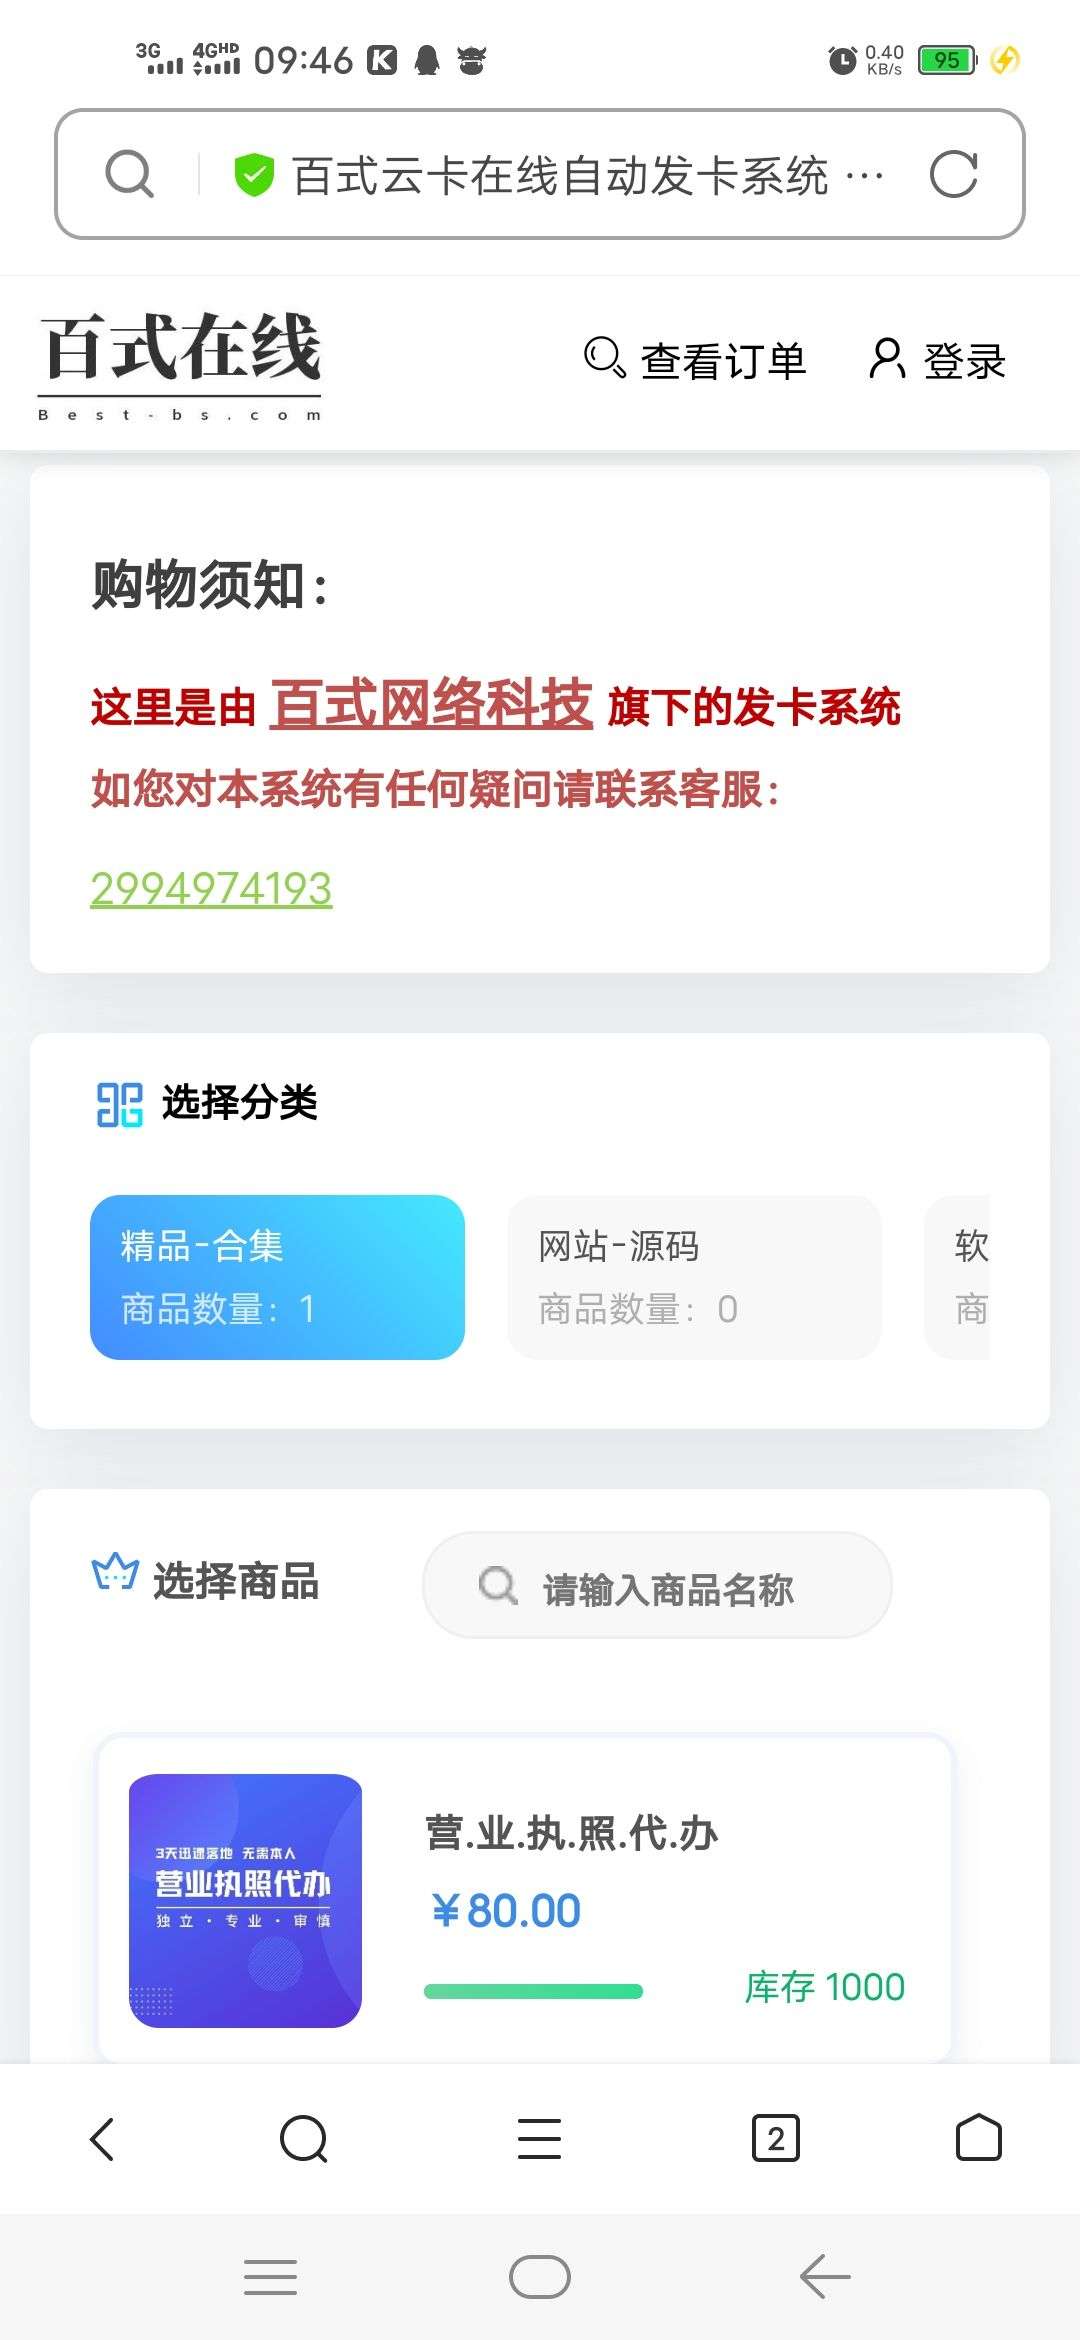 3G 4GHD 09:46 0.40 KB/s 95
百式云卡在线自动发卡系统 ···
百式在线
Best-bs.com
查看订单 登录
购物须知：
这里是由 百式网络科技 旗下的发卡系统
如您对本系统有任何疑问请联系客服：
2994974193
选择分类
精品-合集
商品数量：1
网站-源码
商品数量：0
软
商
选择商品
请输入商品名称
3天迅速落地 无需本人
营业执照代办
独立·专业·审慎
营.业.执.照.代.办
¥80.00
库存 1000
2